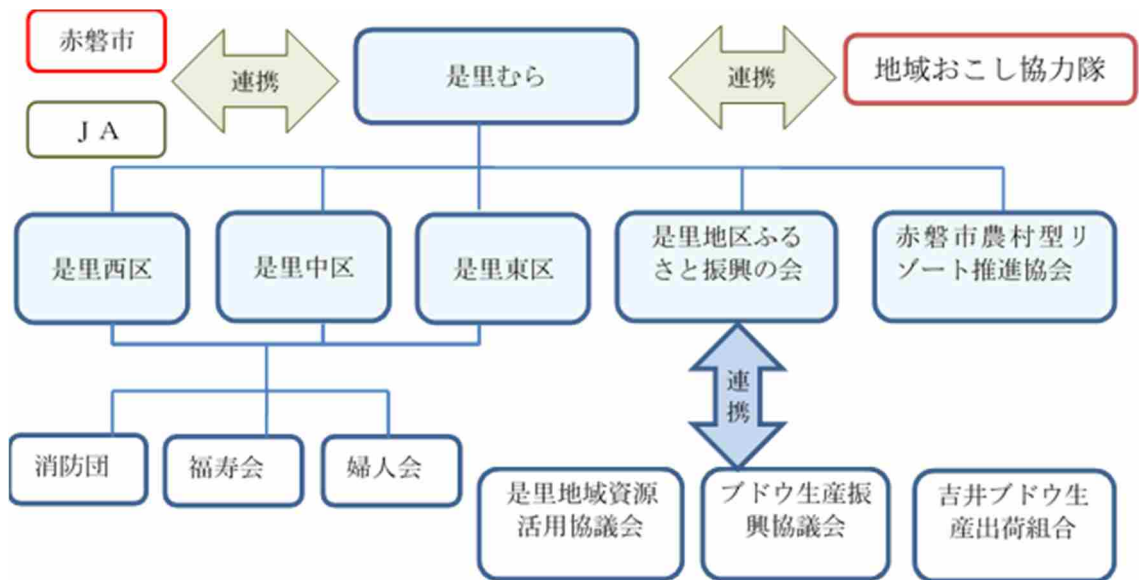 赤磐市
連携
是里むら
連携
地域おこし協力隊
ＪＡ
是里西区
是里中区
是里東区
是里地区ふる
さと振興の会
赤磐市農村型リ
ゾート推進協会
連
携
消防団
福寿会
婦人会
是里地域資源
活用協議会
ブドウ生産振
興協議会
吉井ブドウ生
産出荷組合